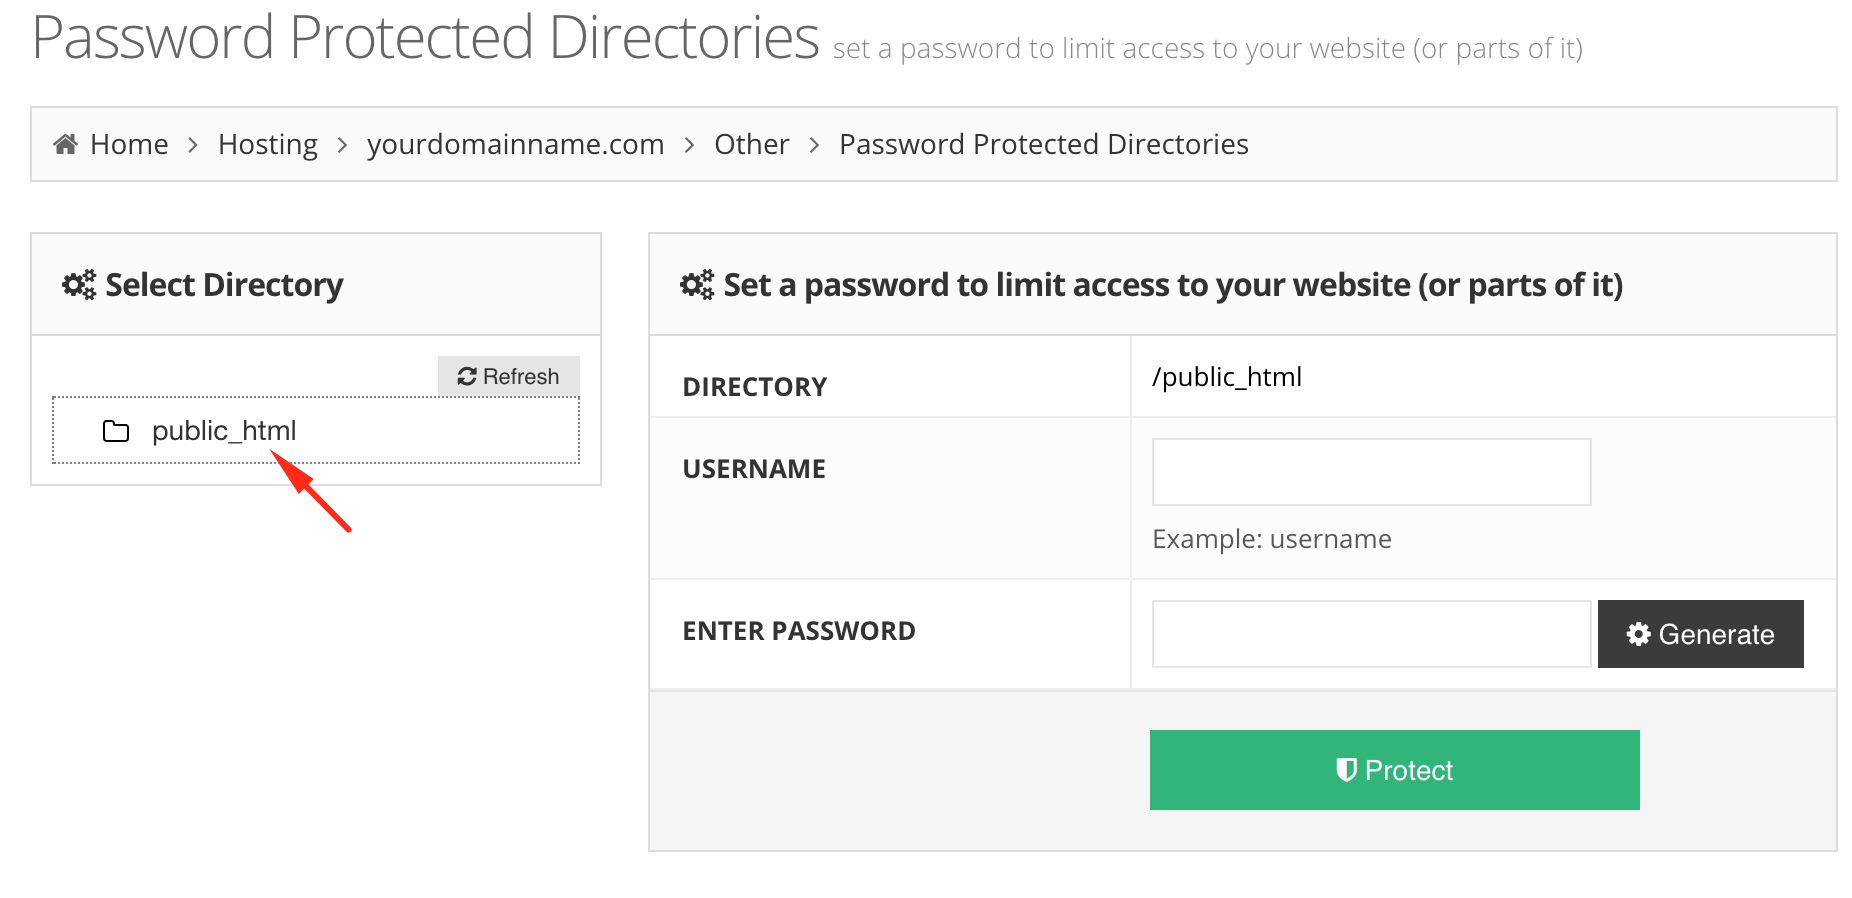 Password Protected Directories set a password to limit access to your website (or parts of it)
Home > Hosting > yourdomainname.com > Other > Password Protected Directories
Select Directory
Refresh
public_html
Set a password to limit access to your website (or parts of it)
DIRECTORY /public_html
USERNAME
Example: username
ENTER PASSWORD Generate
Protect